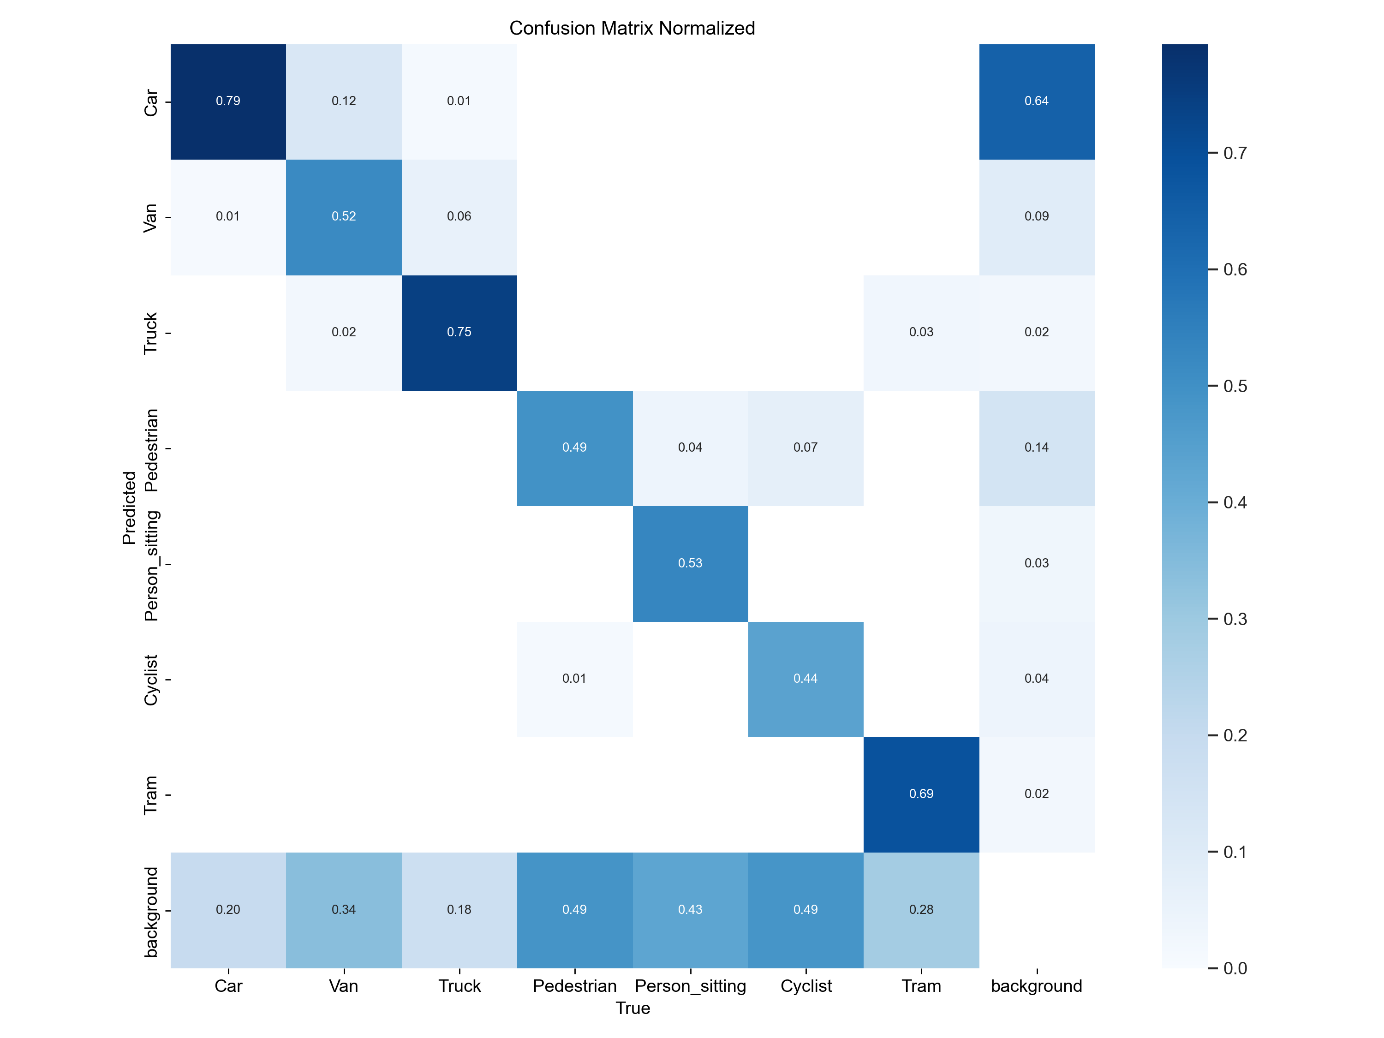 Confusion Matrix Normalized
Car 0.79 0.12 0.01 0.64
Van 0.01 0.52 0.06 0.09
Truck 0.02 0.75 0.03 0.02
Pedestrian 0.49 0.04 0.07 0.14
Person_sitting 0.53 0.03
Cyclist 0.01 0.44 0.04
Tram 0.69 0.02
background 0.20 0.34 0.18 0.49 0.43 0.49 0.28
Predicted
Car Van Truck Pedestrian Person_sitting Cyclist Tram background
True
0.7
0.6
0.5
0.4
0.3
0.2
0.1
0.0